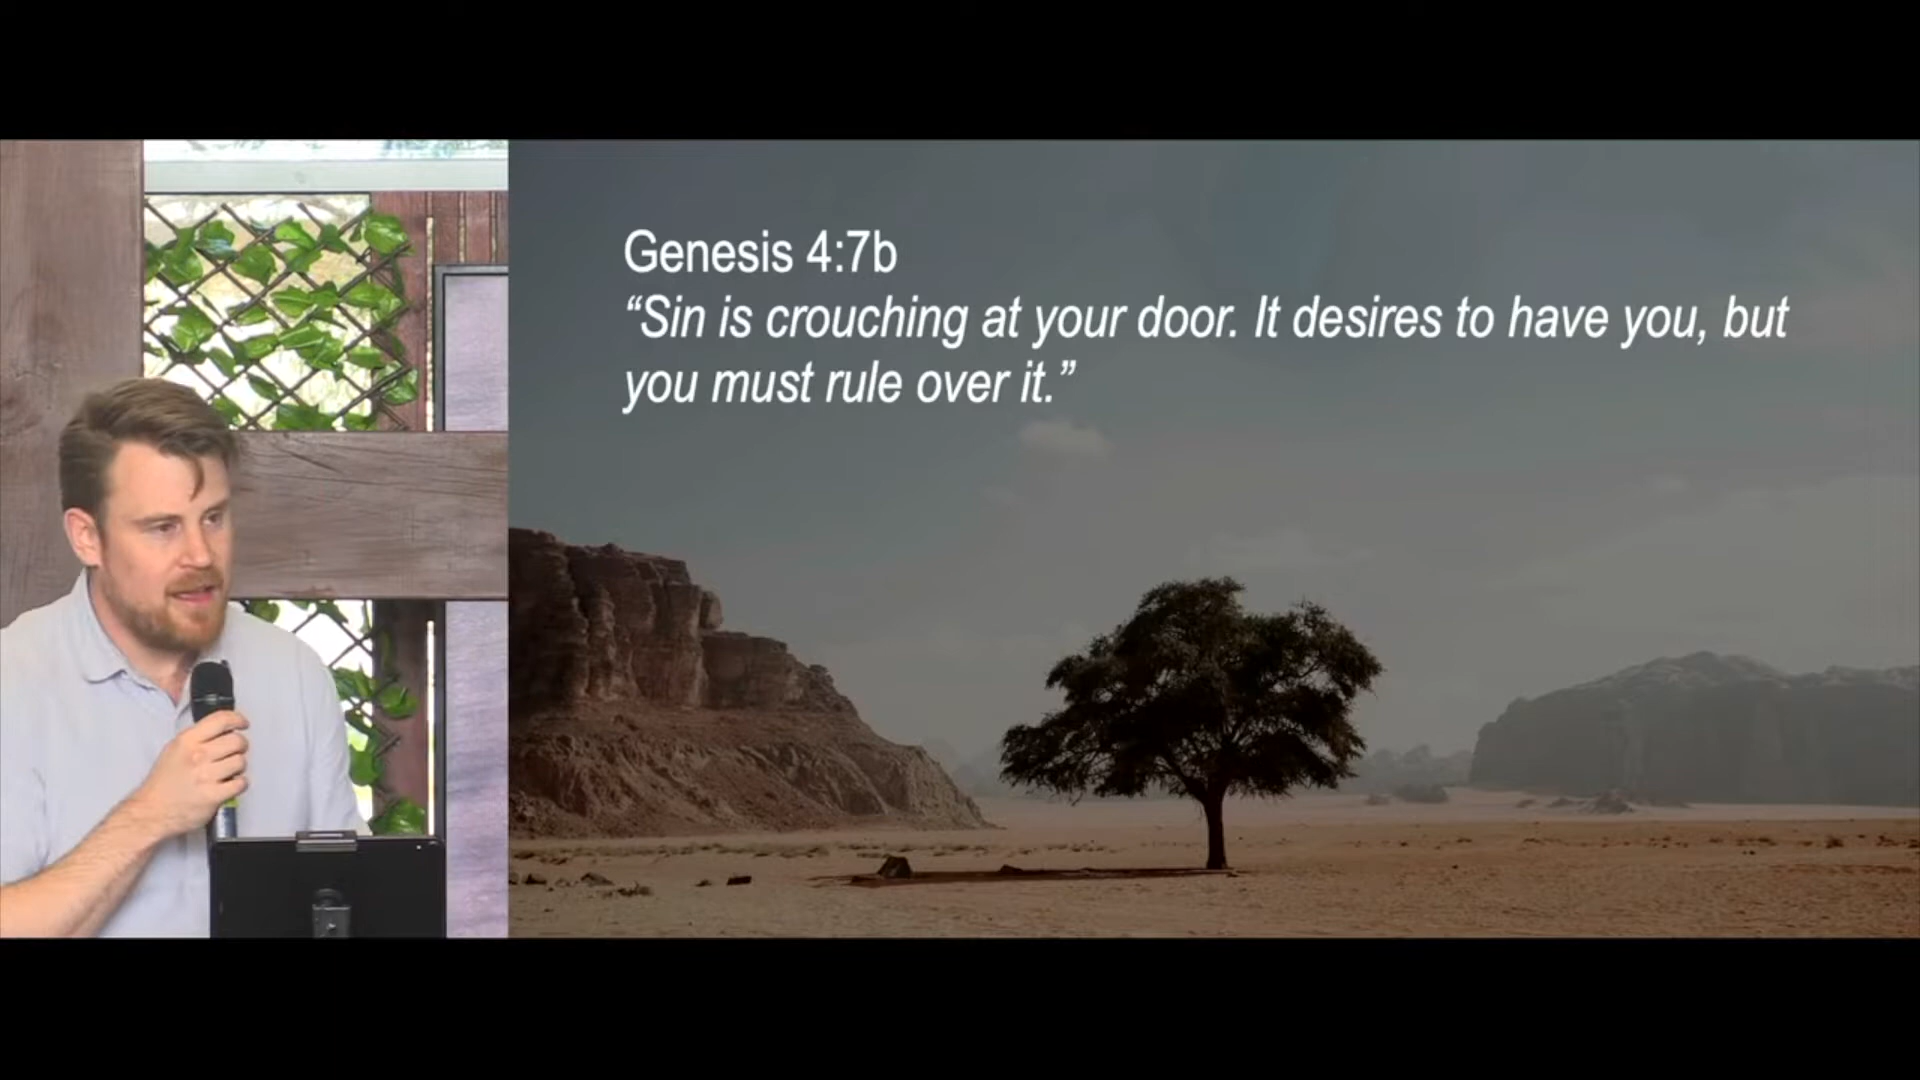 Genesis 4:7b
“Sin is crouching at your door. It desires to have you, but
you must rule over it.”